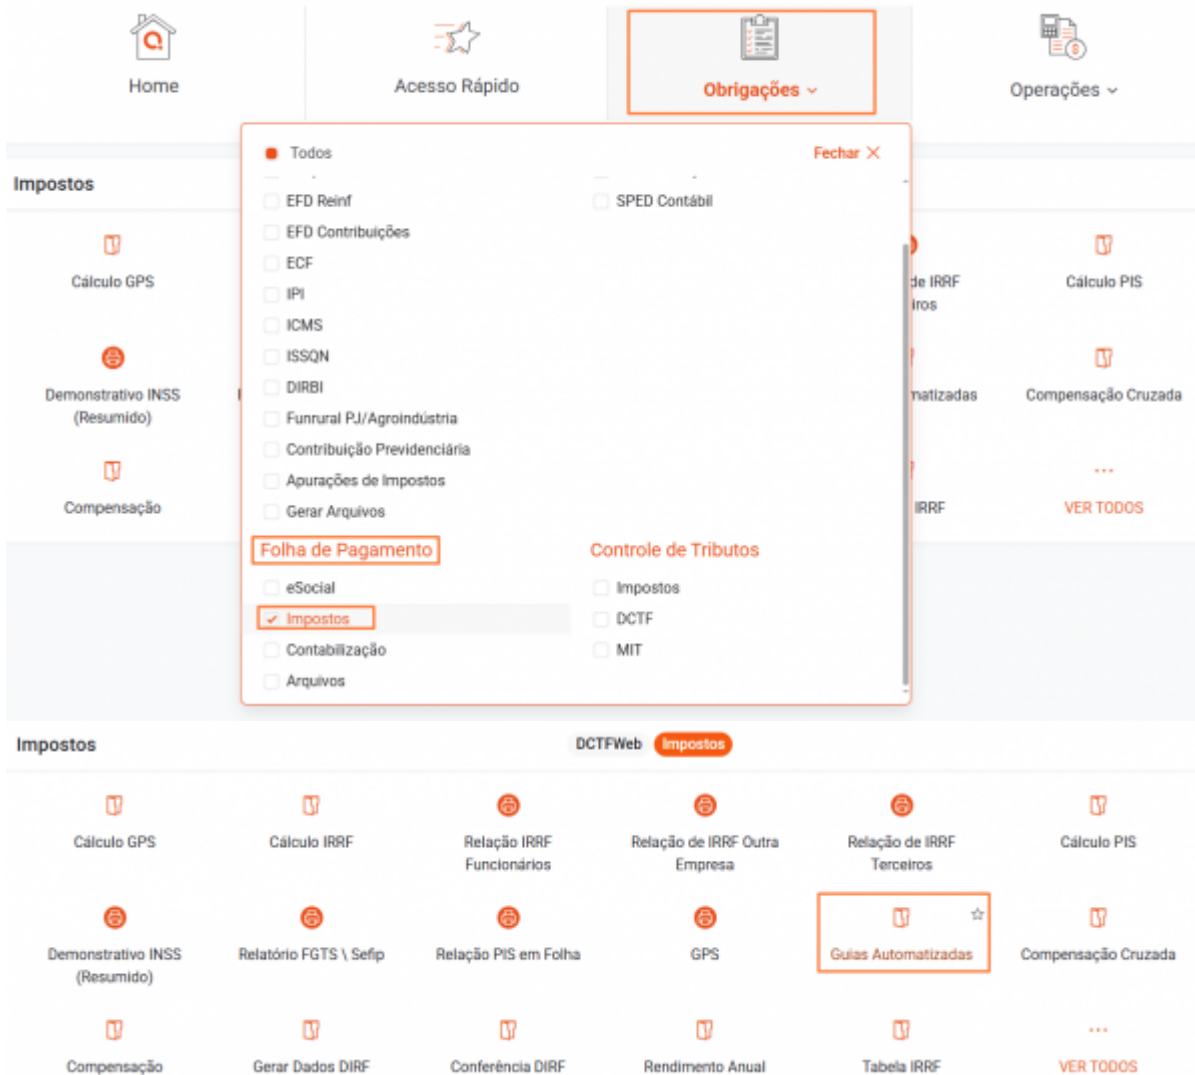 Home
Acesso Rápido
Obrigações
Operações
Todos
Fechar
Impostos
EFD Reinf
SPED Contábil
EFD Contribuições
ECF
IPI
ICMS
ISSQN
DIRBI
Funrural PJ/Agroindústria
Contribuição Previdenciária
Apurações de Impostos
Gerar Arquivos
Folha de Pagamento
Controle de Tributos
eSocial
Impostos
Impostos
DCTF
Contabilização
MIT
Arquivos
Cálculo GPS
de IRRF
iros
Cálculo PIS
Demonstrativo INSS
(Resumido)
matizadas
Compensação Cruzada
Compensação
IRRF
VER TODOS
Impostos
DCTFWeb
Impostos
Cálculo GPS
Cálculo IRRF
Relação IRRF
Funcionários
Relação de IRRF Outra
Empresa
Relação de IRRF
Terceiros
Cálculo PIS
Demonstrativo INSS
(Resumido)
Relatório FGTS \ Sefip
Relação PIS em Folha
GPS
Guias Automatizadas
Compensação Cruzada
Compensação
Gerar Dados DIRF
Conferência DIRF
Rendimento Anual
Tabela IRRF
VER TODOS